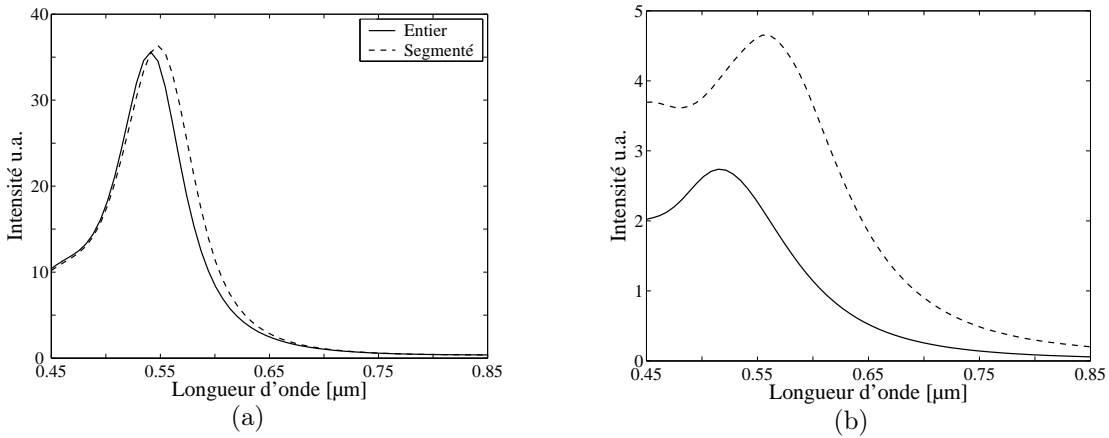 40
30
20
10
0
Intensité u.a.
Entier
Segmenté
0.45
0.55
0.65
0.75
0.85
Longueur d'onde [µm]
(a)
5
4
3
2
1
0
Intensité u.a.
0.45
0.55
0.65
0.75
0.85
Longueur d'onde [µm]
(b)